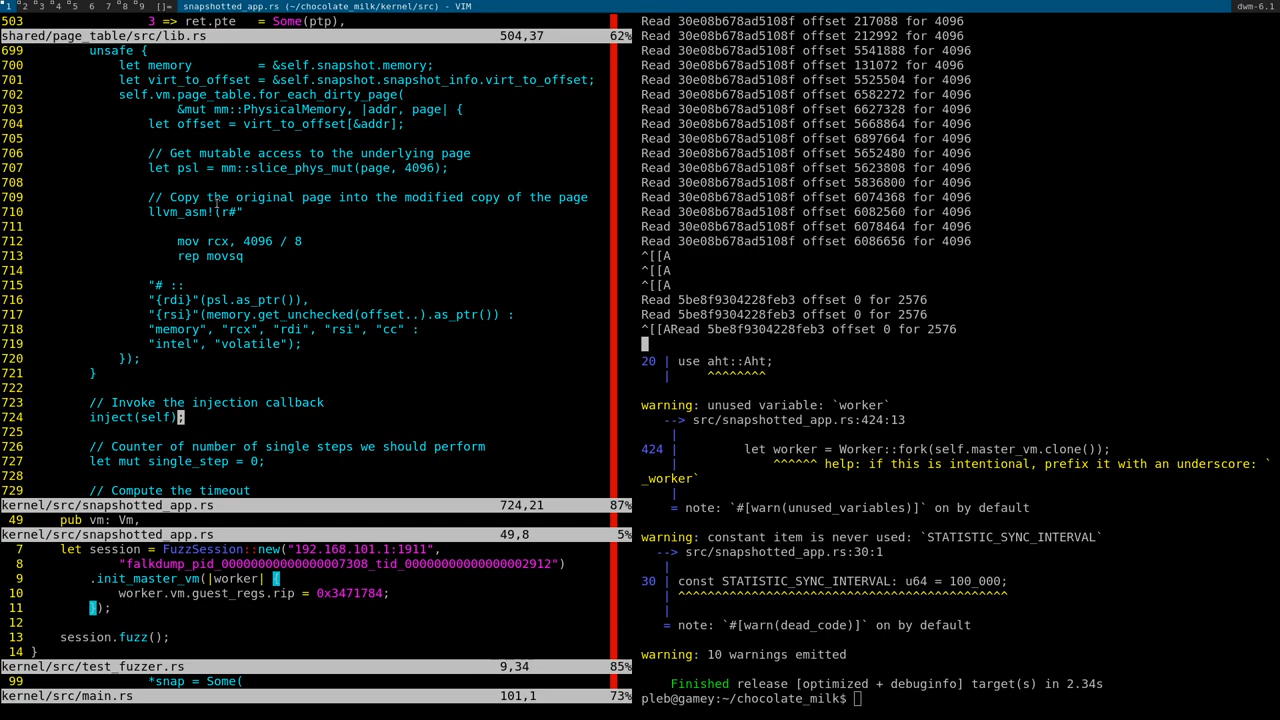 1 2 3 4 5 6 7 8 9 []= snapshotted_app.rs (~/chocolate_milk/kernel/src) - VIM dwm-6.1
503                     3 => ret.pte   = Some(ptp),
shared/page_table/src/lib.rs 504,37 62%
699         unsafe {
700             let memory         = &self.snapshot.memory;
701             let virt_to_offset = &self.snapshot.snapshot_info.virt_to_offset;
702             self.vm.page_table.for_each_dirty_page(
703                     &mut mm::PhysicalMemory, |addr, page| {
704                 let offset = virt_to_offset[&addr];
705
706                 // Get mutable access to the underlying page
707                 let psl = mm::slice_phys_mut(page, 4096);
708
709                 // Copy the original page into the modified copy of the page
710                 llvm_asm!(r#"
711
712                     mov rcx, 4096 / 8
713                     rep movsq
714
715                 "# ::
716                 "{rdi}"(psl.as_ptr()),
717                 "{rsi}"(memory.get_unchecked(offset..).as_ptr()) :
718                 "memory", "rcx", "rdi", "rsi", "cc" :
719                 "intel", "volatile");
720             });
721         }
722
723         // Invoke the injection callback
724         inject(self);
725
726         // Counter of number of single steps we should perform
727         let mut single_step = 0;
728
729         // Compute the timeout
kernel/src/snapshotted_app.rs 724,21 87%
49     pub vm: Vm,
kernel/src/snapshotted_app.rs 49,8 5%
7     let session = FuzzSession::new("192.168.101.1:1911",
8             "falkdump_pid_00000000000000007308_tid_00000000000000002912")
9         .init_master_vm(|worker| {
10             worker.vm.guest_regs.rip = 0x3471784;
11         });
12
13     session.fuzz();
14 }
kernel/src/test_fuzzer.rs 9,34 85%
99                 *snap = Some(
kernel/src/main.rs 101,1 73%
Read 30e08b678ad5108f offset 217088 for 4096
Read 30e08b678ad5108f offset 212992 for 4096
Read 30e08b678ad5108f offset 5541888 for 4096
Read 30e08b678ad5108f offset 131072 for 4096
Read 30e08b678ad5108f offset 5525504 for 4096
Read 30e08b678ad5108f offset 6582272 for 4096
Read 30e08b678ad5108f offset 6627328 for 4096
Read 30e08b678ad5108f offset 5668864 for 4096
Read 30e08b678ad5108f offset 6897664 for 4096
Read 30e08b678ad5108f offset 5652480 for 4096
Read 30e08b678ad5108f offset 5623808 for 4096
Read 30e08b678ad5108f offset 5836800 for 4096
Read 30e08b678ad5108f offset 6074368 for 4096
Read 30e08b678ad5108f offset 6082560 for 4096
Read 30e08b678ad5108f offset 6078464 for 4096
Read 30e08b678ad5108f offset 6086656 for 4096
^[[A
^[[A
^[[A
Read 5be8f9304228feb3 offset 0 for 2576
Read 5be8f9304228feb3 offset 0 for 2576
^[[ARead 5be8f9304228feb3 offset 0 for 2576
20 | use aht::Aht;
   |     ^^^^^^^^
warning: unused variable: `worker`
   --> src/snapshotted_app.rs:424:13
    |
424 |         let worker = Worker::fork(self.master_vm.clone());
    |             ^^^^^^ help: if this is intentional, prefix it with an underscore: `
_worker`
    |
    = note: `#[warn(unused_variables)]` on by default
warning: constant item is never used: `STATISTIC_SYNC_INTERVAL`
  --> src/snapshotted_app.rs:30:1
   |
30 | const STATISTIC_SYNC_INTERVAL: u64 = 100_000;
   | ^^^^^^^^^^^^^^^^^^^^^^^^^^^^^^^^^^^^^^^^^^^^^
   |
   = note: `#[warn(dead_code)]` on by default
warning: 10 warnings emitted
    Finished release [optimized + debuginfo] target(s) in 2.34s
pleb@gamey:~/chocolate_milk$